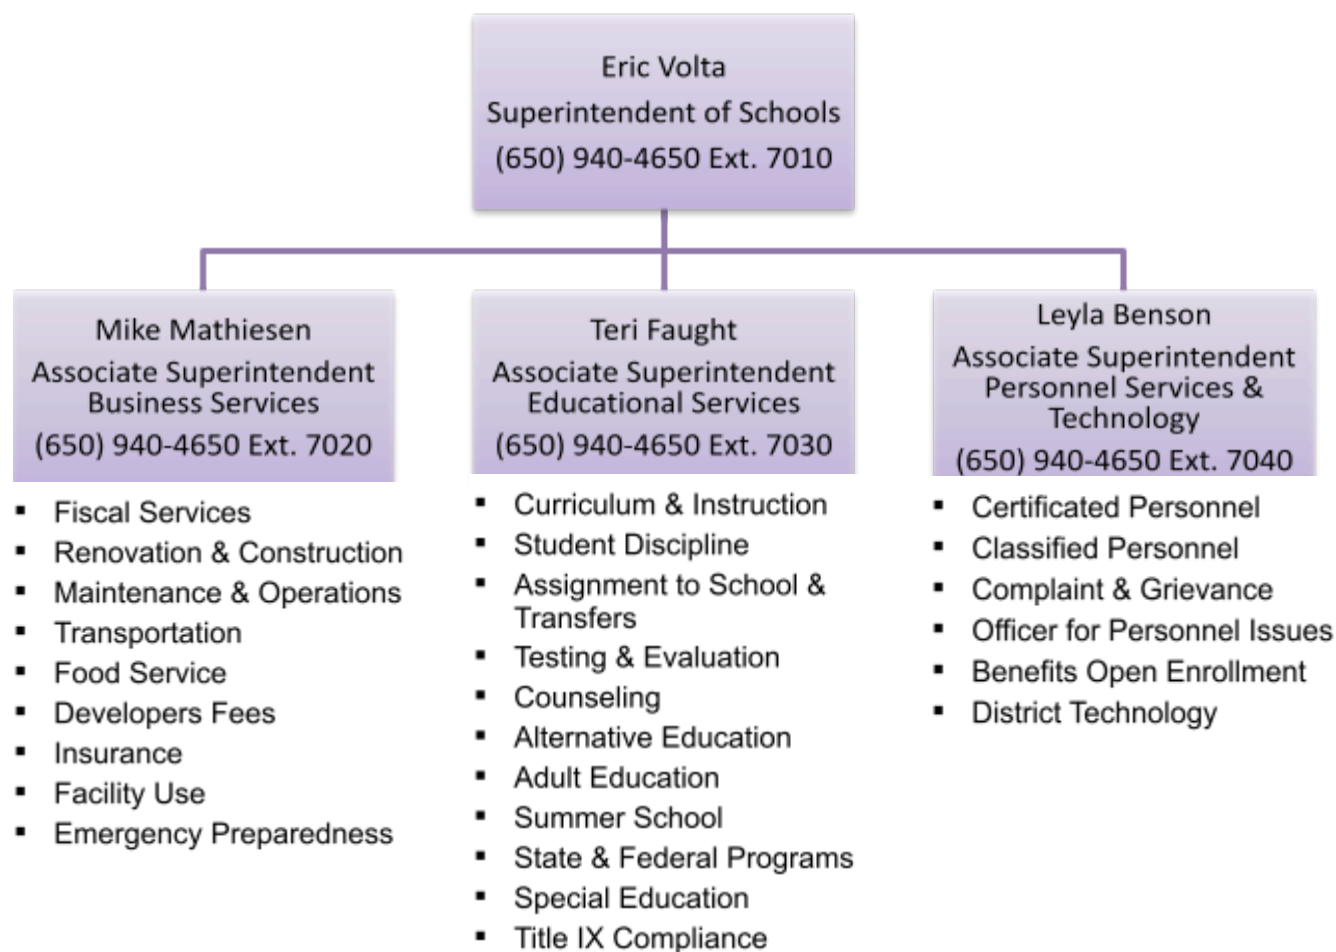 Eric Volta
Superintendent of Schools
(650) 940-4650 Ext. 7010
Mike Mathiesen
Associate Superintendent
Business Services
(650) 940-4650 Ext. 7020
▪ Fiscal Services
▪ Renovation & Construction
▪ Maintenance & Operations
▪ Transportation
▪ Food Service
▪ Developers Fees
▪ Insurance
▪ Facility Use
▪ Emergency Preparedness
Teri Faught
Associate Superintendent
Educational Services
(650) 940-4650 Ext. 7030
▪ Curriculum & Instruction
▪ Student Discipline
▪ Assignment to School &
Transfers
▪ Testing & Evaluation
▪ Counseling
▪ Alternative Education
▪ Adult Education
▪ Summer School
▪ State & Federal Programs
▪ Special Education
▪ Title IX Compliance
Leyla Benson
Associate Superintendent
Personnel Services &
Technology
(650) 940-4650 Ext. 7040
▪ Certificated Personnel
▪ Classified Personnel
▪ Complaint & Grievance
▪ Officer for Personnel Issues
▪ Benefits Open Enrollment
▪ District Technology